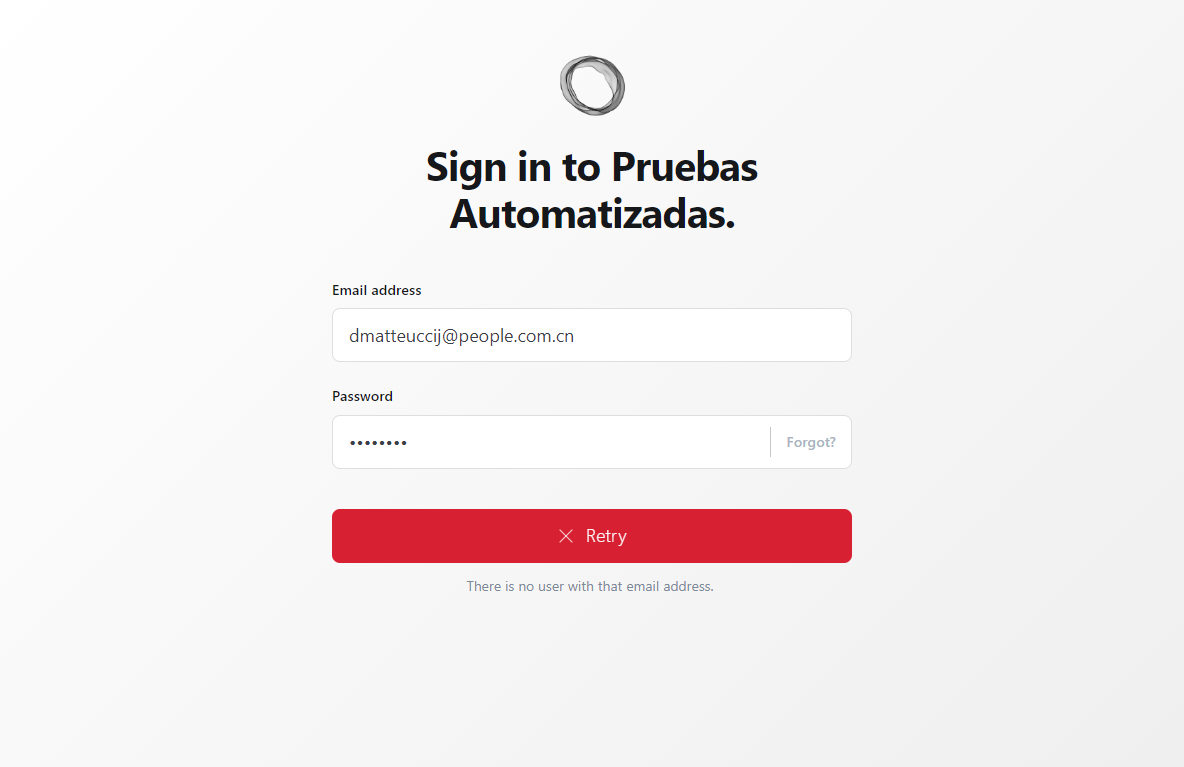 Sign in to Pruebas
Automatizadas.
Email address
dmatteuccij@people.com.cn
Password
••••••••
Forgot?
Retry
There is no user with that email address.